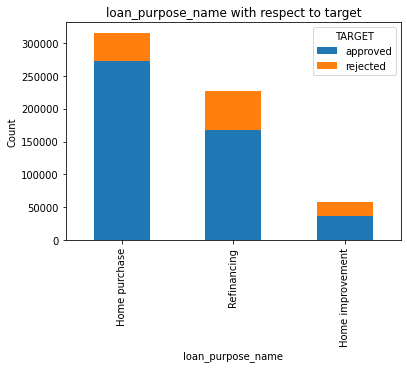 loan_purpose_name with respect to target
TARGET
approved
rejected
Count
300000
250000
200000
150000
100000
50000
0
Home purchase
Refinancing
Home improvement
loan_purpose_name